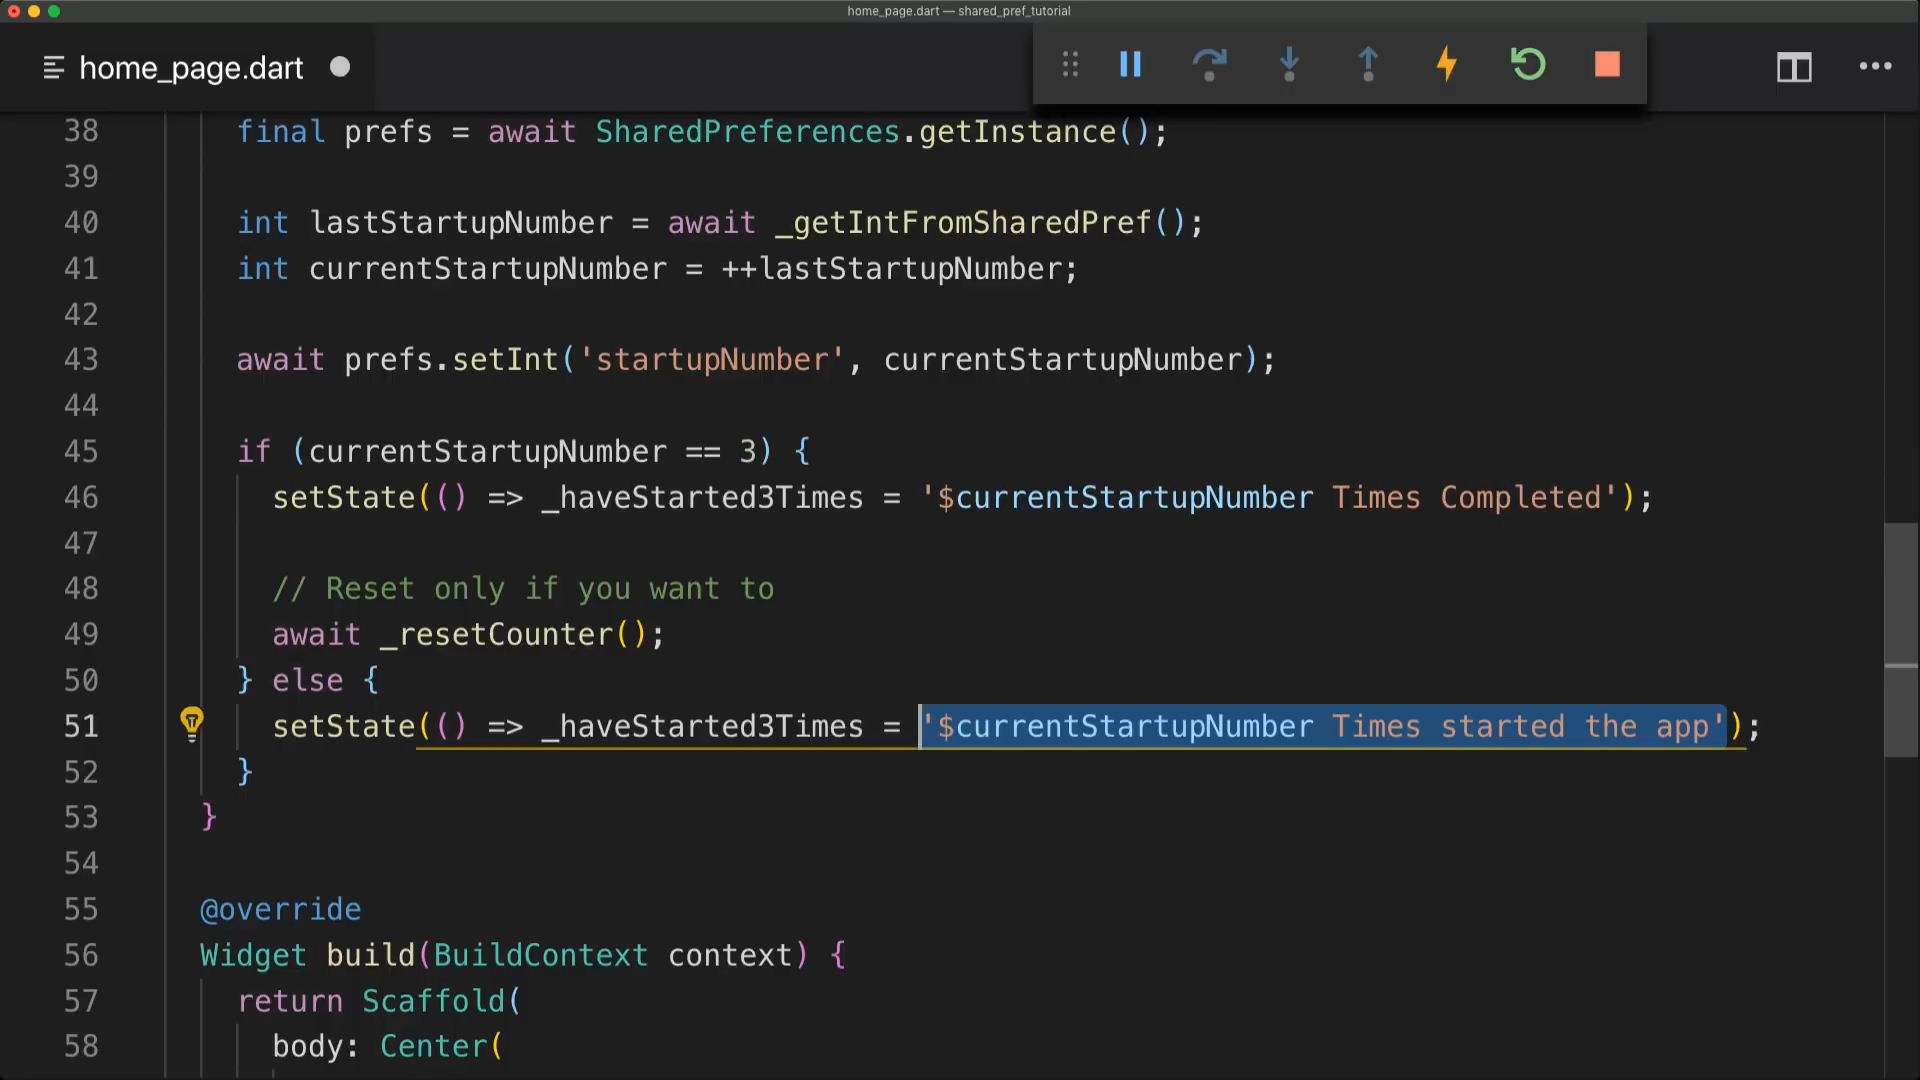 home_page.dart — shared_pref_tutorial
home_page.dart
38 final prefs = await SharedPreferences.getInstance();
39
40 int lastStartupNumber = await _getIntFromSharedPref();
41 int currentStartupNumber = ++lastStartupNumber;
42
43 await prefs.setInt('startupNumber', currentStartupNumber);
44
45 if (currentStartupNumber == 3) {
46 setState(() => _haveStarted3Times = '$currentStartupNumber Times Completed');
47
48 // Reset only if you want to
49 await _resetCounter();
50 } else {
51 setState(() => _haveStarted3Times = '$currentStartupNumber Times started the app');
52 }
53 }
54
55 @override
56 Widget build(BuildContext context) {
57 return Scaffold(
58 body: Center(